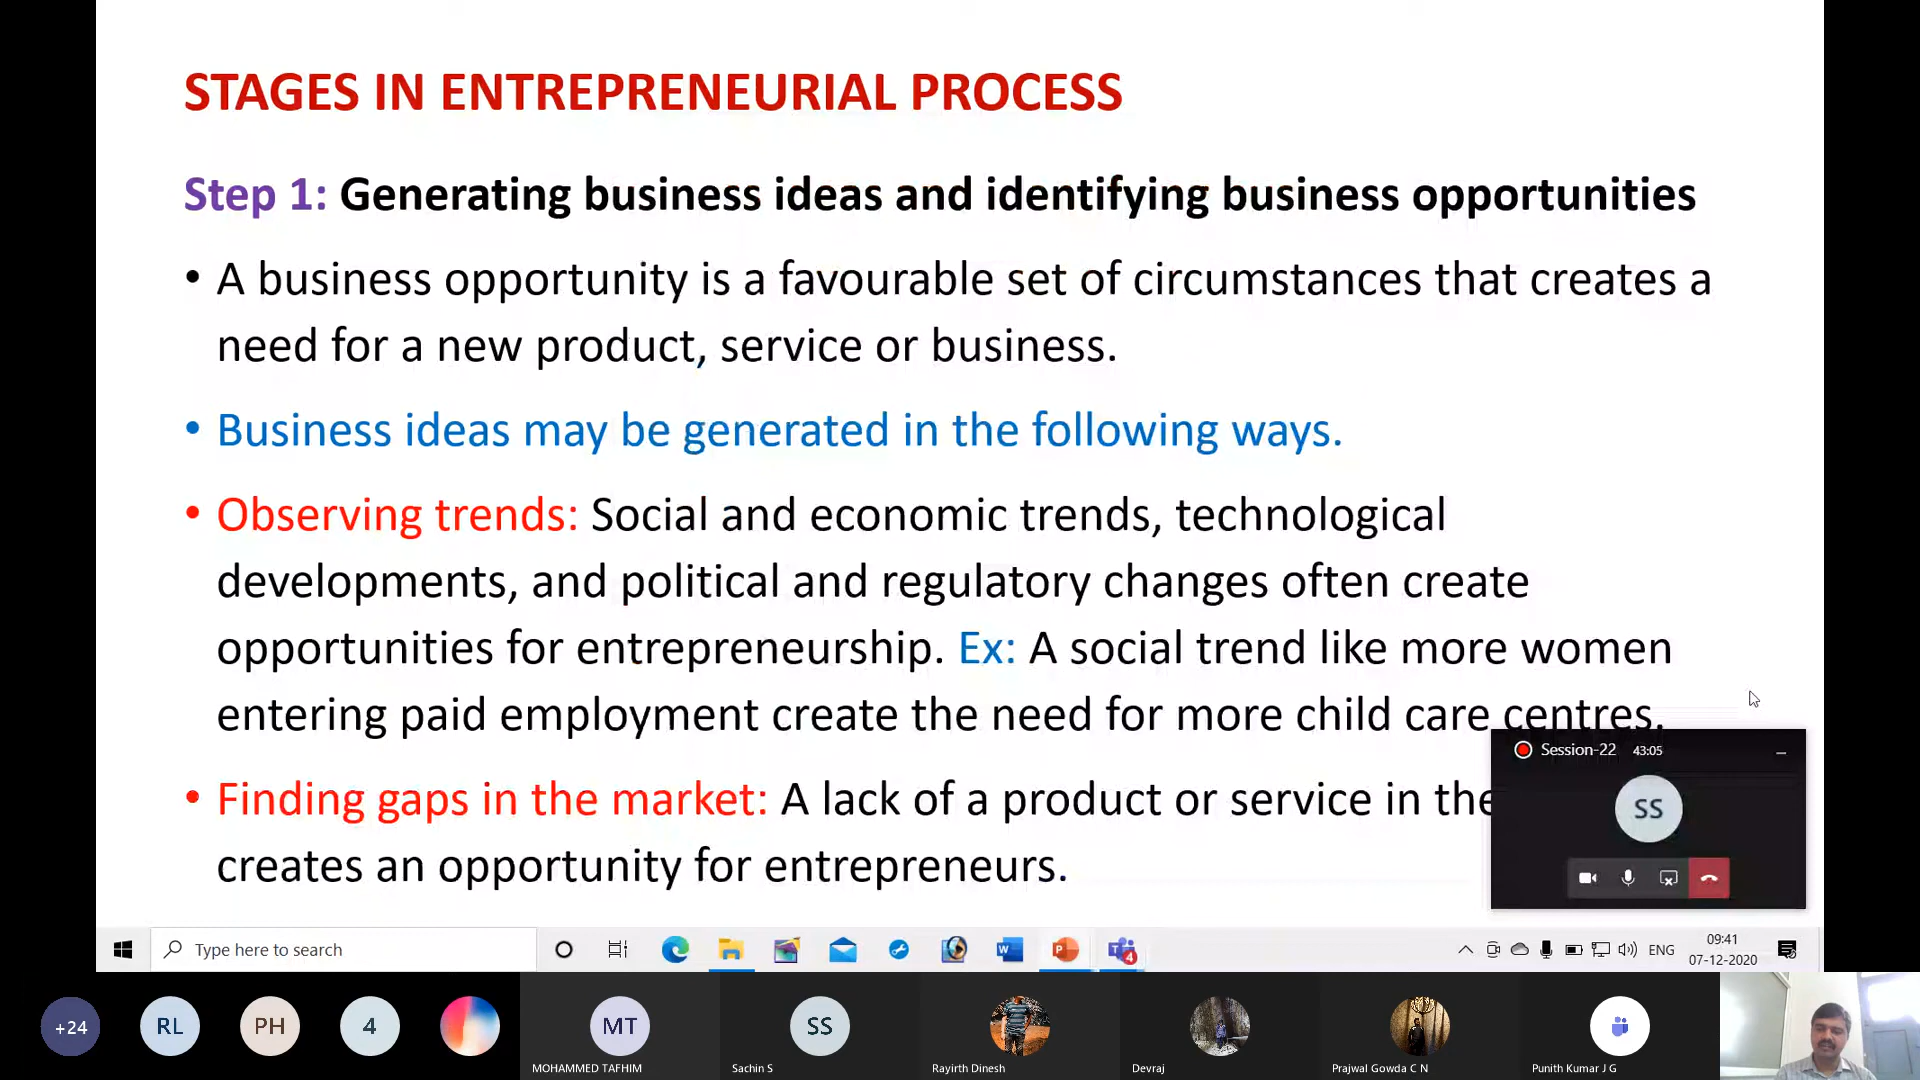 STAGES IN ENTREPRENEURIAL PROCESS
Step 1: Generating business ideas and identifying business opportunities
• A business opportunity is a favourable set of circumstances that creates a
need for a new product, service or business.
• Business ideas may be generated in the following ways.
• Observing trends: Social and economic trends, technological
developments, and political and regulatory changes often create
opportunities for entrepreneurship. Ex: A social trend like more women
entering paid employment create the need for more child care centres.
• Finding gaps in the market: A lack of a product or service in the
creates an opportunity for entrepreneurs.
Session-22 43:05
SS
Type here to search
4
ENG
09:41
07-12-2020
+24
RL
PH
4
MT
MOHAMMED TAFHIM
SS
Sachin S
Rayirth Dinesh
Devraj
Prajwal Gowda C N
Punith Kumar J G